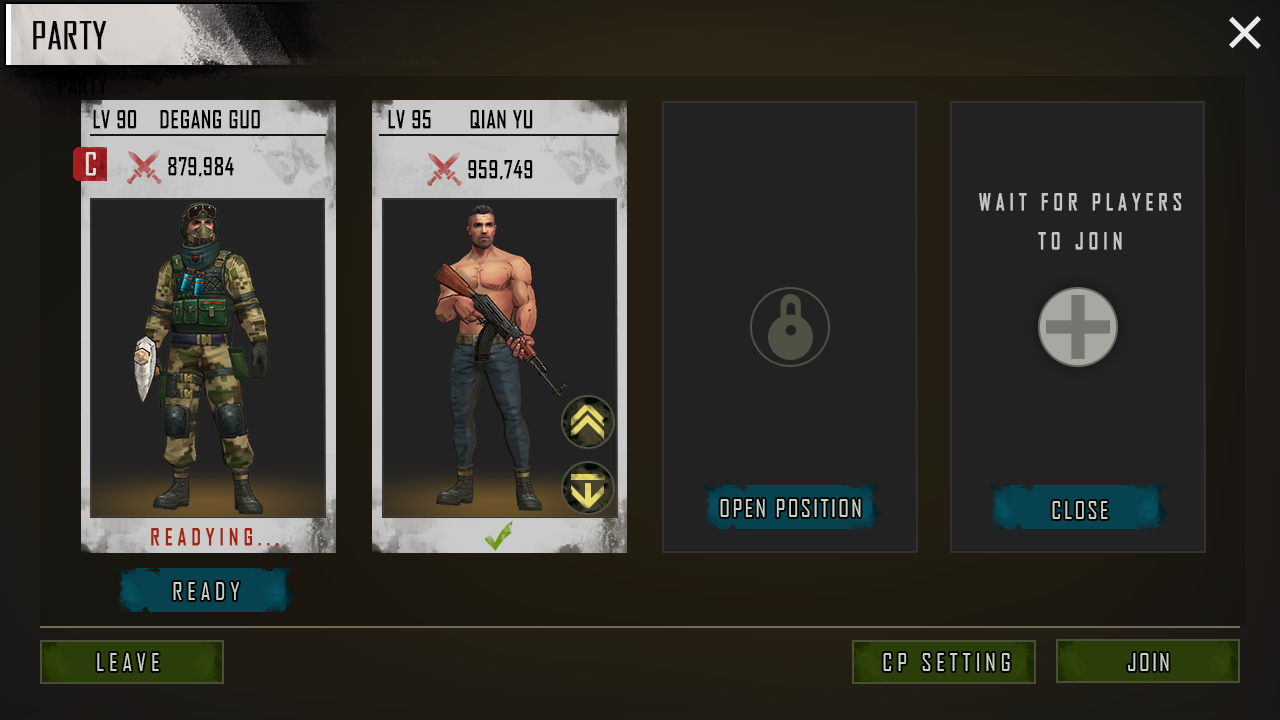 PARTY
PARTY
LV 90 DEGANG GUO
C 879,984
READYING...
READY
LV 95 QIAN YU
959,749
OPEN POSITION
WAIT FOR PLAYERS
TO JOIN
CLOSE
LEAVE
CP SETTING
JOIN